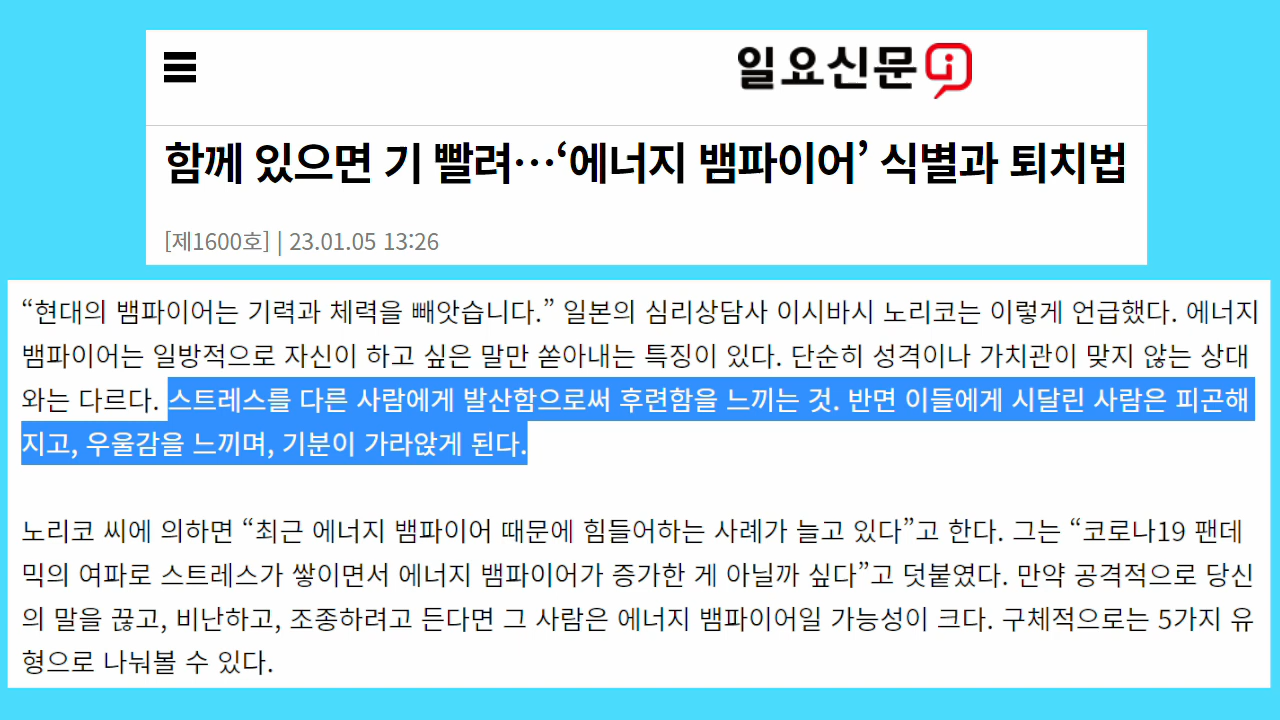 일요신문
함께 있으면 기 빨려…‘에너지 뱀파이어’ 식별과 퇴치법
[제1600호] | 23.01.05 13:26
“현대의 뱀파이어는 기력과 체력을 빼앗습니다.” 일본의 심리상담사 이시바시 노리코는 이렇게 언급했다. 에너지
뱀파이어는 일방적으로 자신이 하고 싶은 말만 쏟아내는 특징이 있다. 단순히 성격이나 가치관이 맞지 않는 상대
와는 다르다. 스트레스를 다른 사람에게 발산함으로써 후련함을 느끼는 것. 반면 이들에게 시달린 사람은 피곤해
지고, 우울감을 느끼며, 기분이 가라앉게 된다.
노리코 씨에 의하면 “최근 에너지 뱀파이어 때문에 힘들어하는 사례가 늘고 있다”고 한다. 그는 “코로나19 팬데
믹의 여파로 스트레스가 쌓이면서 에너지 뱀파이어가 증가한 게 아닐까 싶다”고 덧붙였다. 만약 공격적으로 당신
의 말을 끊고, 비난하고, 조종하려고 든다면 그 사람은 에너지 뱀파이어일 가능성이 크다. 구체적으로는 5가지 유
형으로 나눠볼 수 있다.